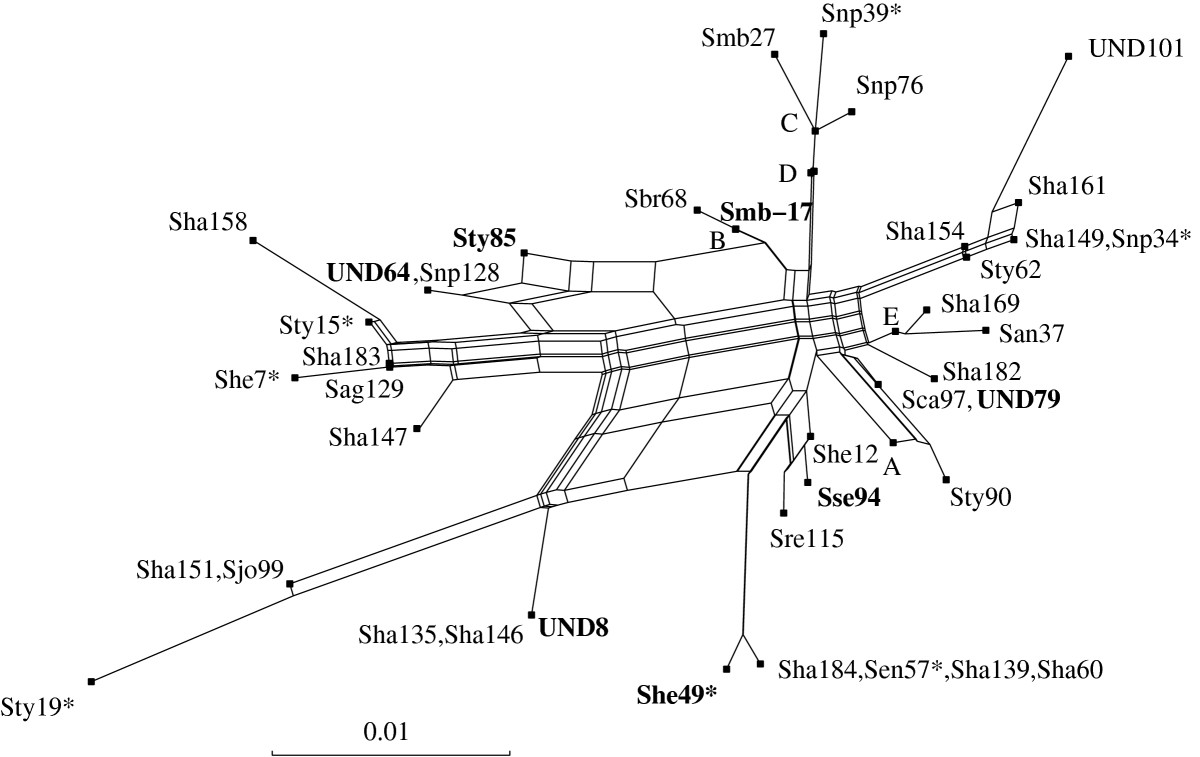 Snp39*
Smb27
UND101
Snp76
C
D
Sha161
Sbr68
Smb−17
Sha158
Sha154
Sha149,Snp34*
Sty85
B
Sty62
UND64,Snp128
Sha169
E
Sty15*
San37
Sha183
She7*
Sha182
Sag129
Sca97,UND79
Sha147
She12
A
Sse94
Sty90
Sre115
Sha151,Sjo99
Sha135,Sha146 UND8
Sha184,Sen57*,Sha139,Sha60
She49*
Sty19*
0.01